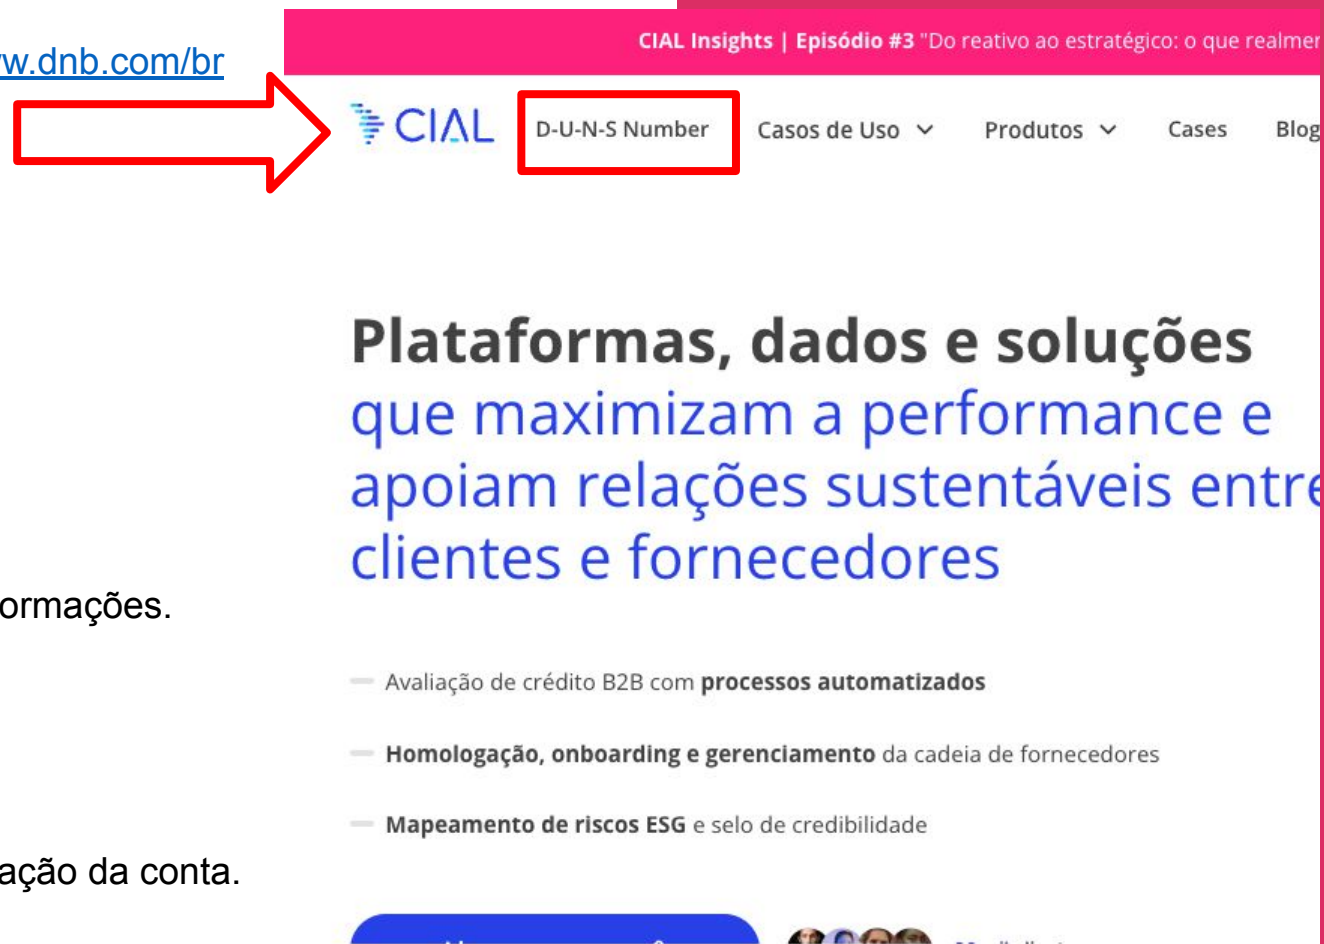 CIAL Insights | Episódio #3 "Do reativo ao estratégico: o que
www.dnb.com/br
CIAL D-U-N-S Number Casos de Uso Produtos Cases Blog
Plataformas, dados e soluções
que maximizam a performance e
apoiam relações sustentáveis entre
clientes e fornecedores
ormações.
Avaliação de crédito B2B com processos automatizados
Homologação, onboarding e gerenciamento da cadeia de fornecedores
Mapeamento de riscos ESG e selo de credibilidade
ação da conta.